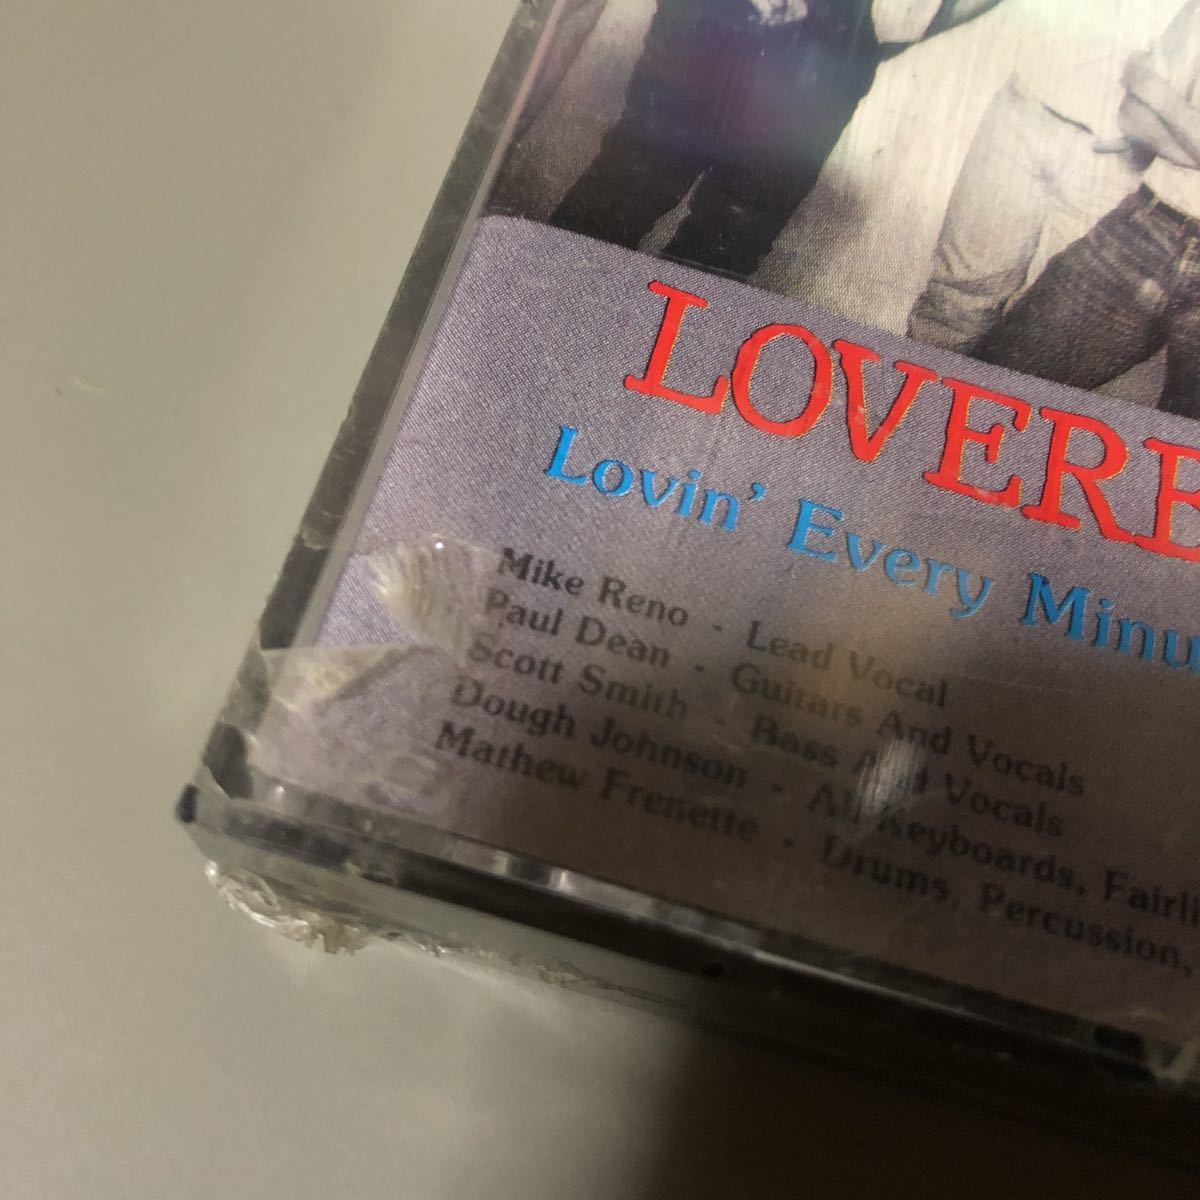 LOVERB
Lovin' Every Minu
Mike Reno - Lead Vocal
Paul Dean - Guitars And Vocals
Scott Smith - Bass And Vocals
Dough Johnson - All Keyboards, Fairli
Mathew Frenette - Drums, Percussion,